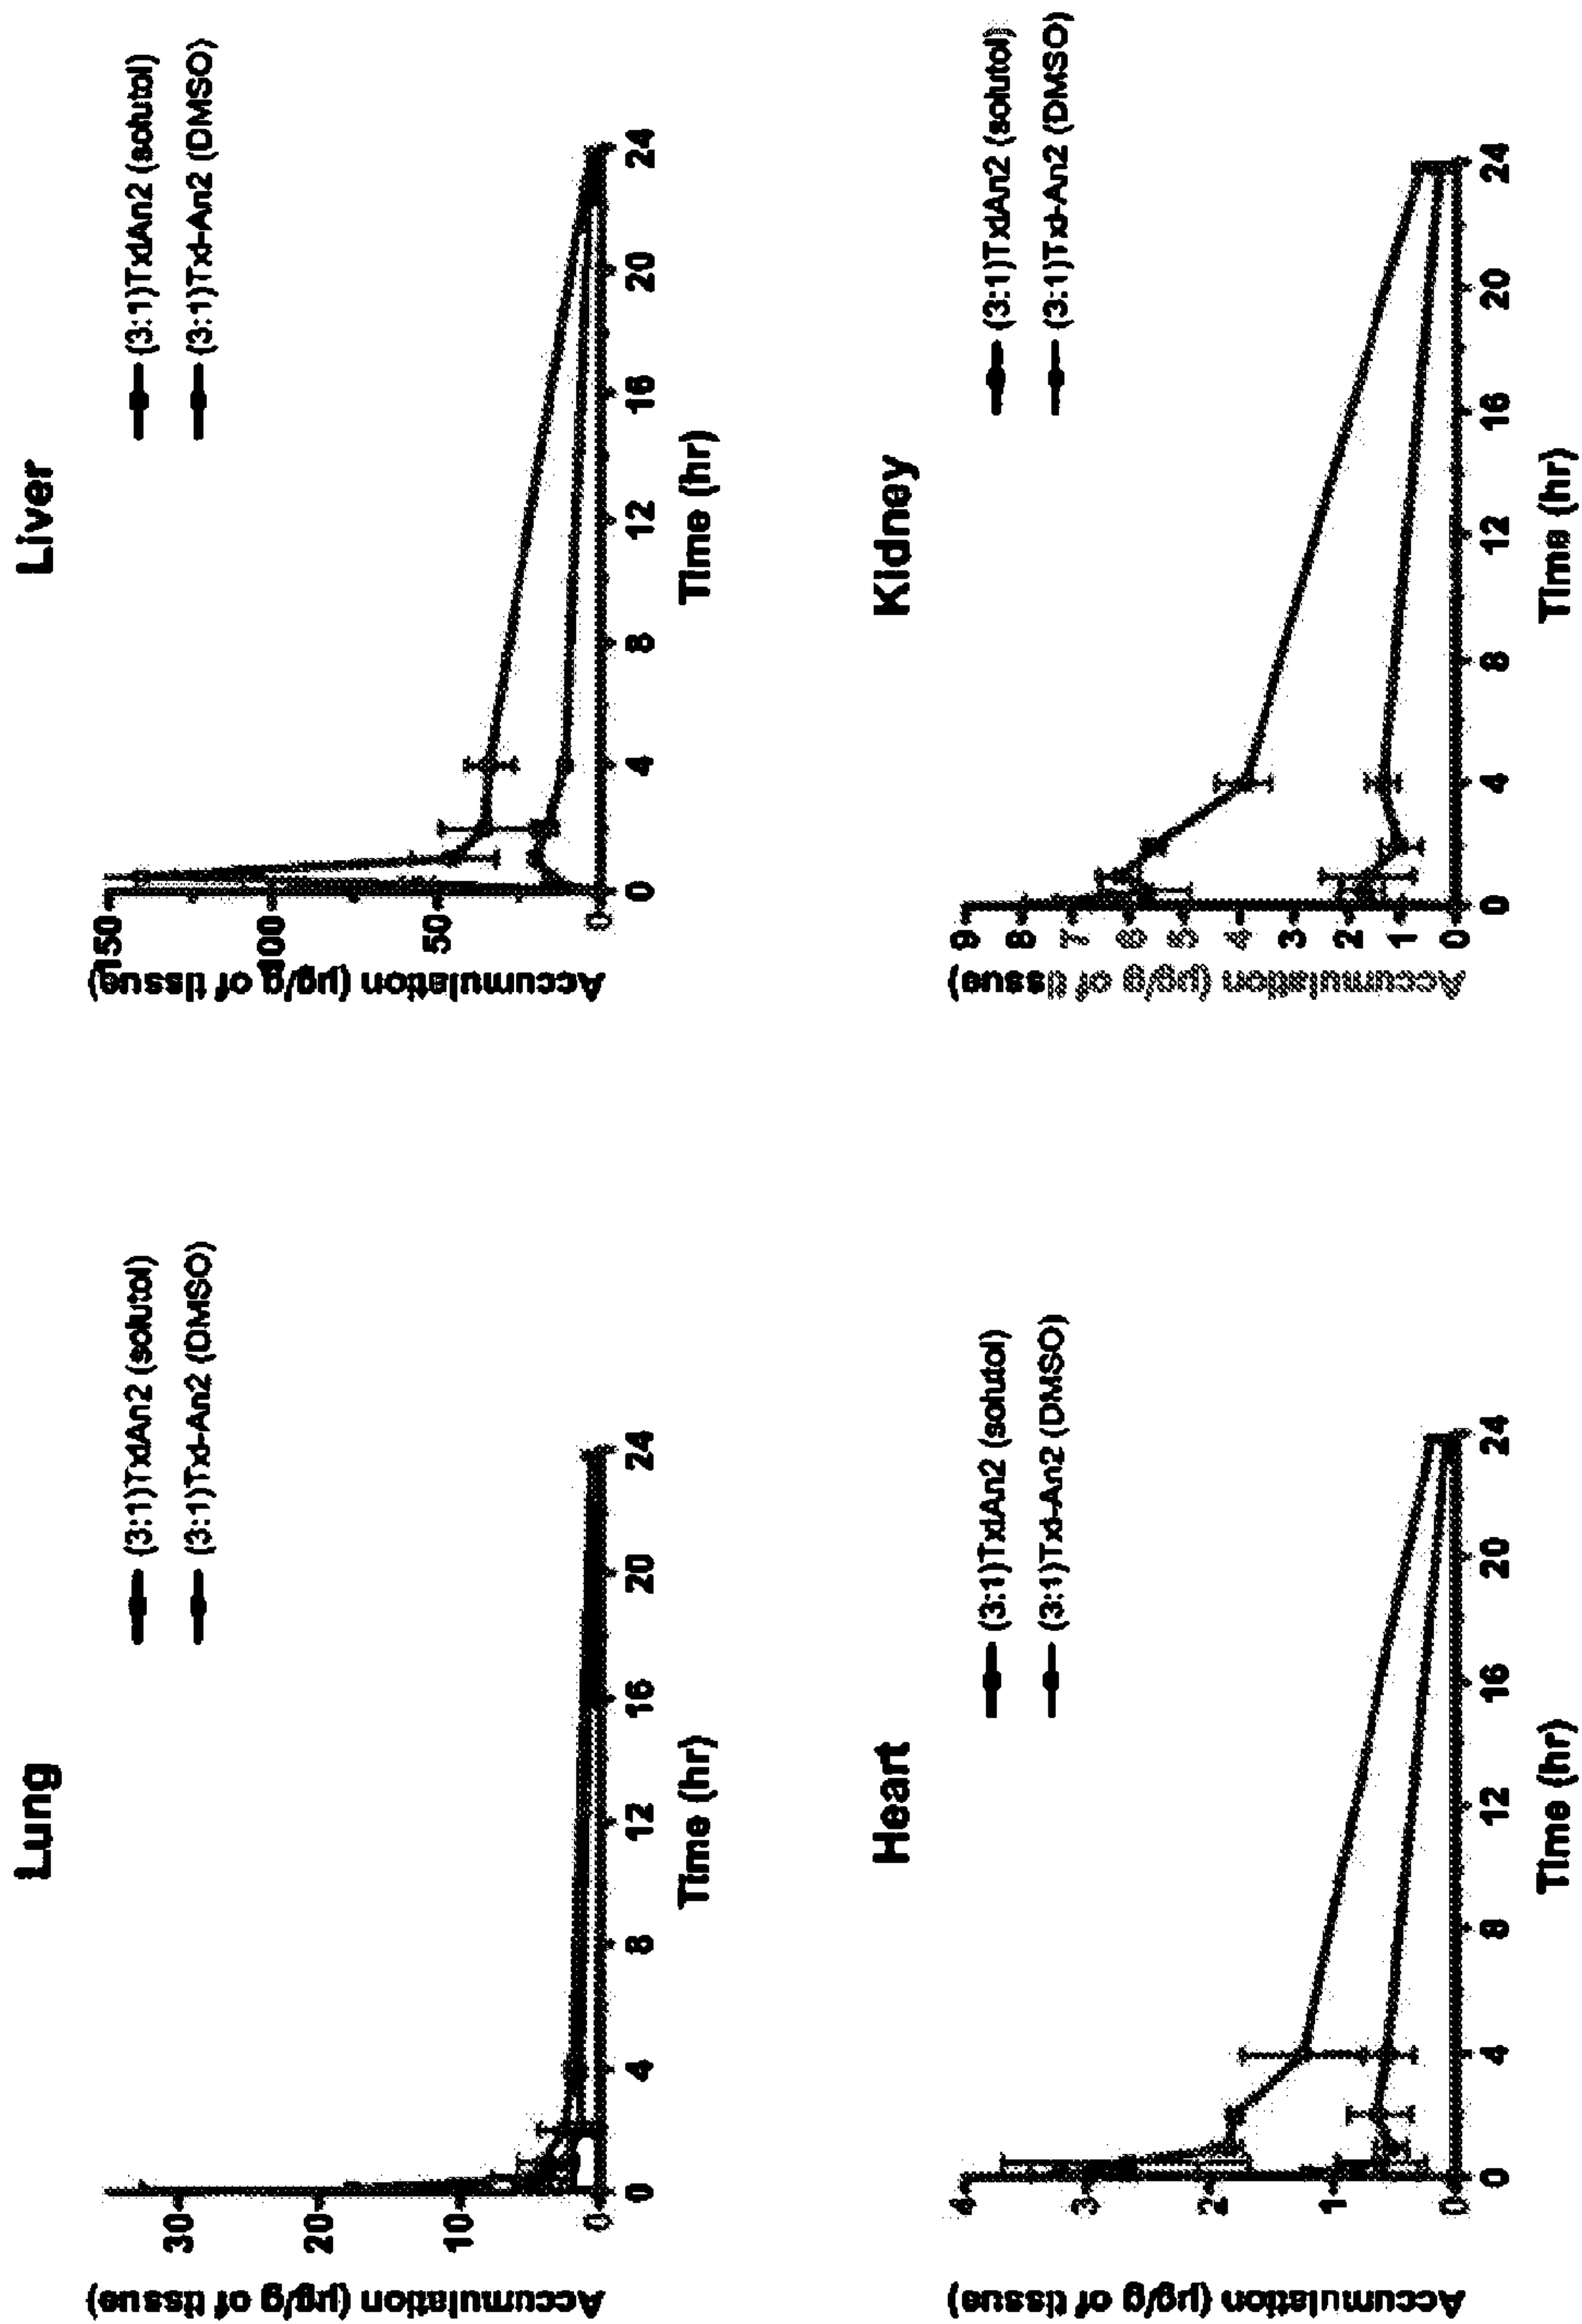 Lung
(3:1)TxlAn2 (solutol)
(3:1)Txl-An2 (DMSO)
Accumulation (µg/g of tissue)
30
20
10
0
0 4 8 12 16 20 24
Time (hr)
Liver
(3:1)TxlAn2 (solutol)
(3:1)Txl-An2 (DMSO)
Accumulation (µg/g of tissue)
150
100
50
0
0 4 8 12 16 20 24
Time (hr)
Heart
(3:1)TxlAn2 (solutol)
(3:1)Txl-An2 (DMSO)
Accumulation (µg/g of tissue)
4
3
2
1
0
0 4 8 12 16 20 24
Time (hr)
Kidney
(3:1)TxlAn2 (solutol)
(3:1)Txl-An2 (DMSO)
Accumulation (µg/g of ti
ssue)
9
8
7
6
5
4
3
2
1
0
0 4 8 12 16 20 24
Time (hr)